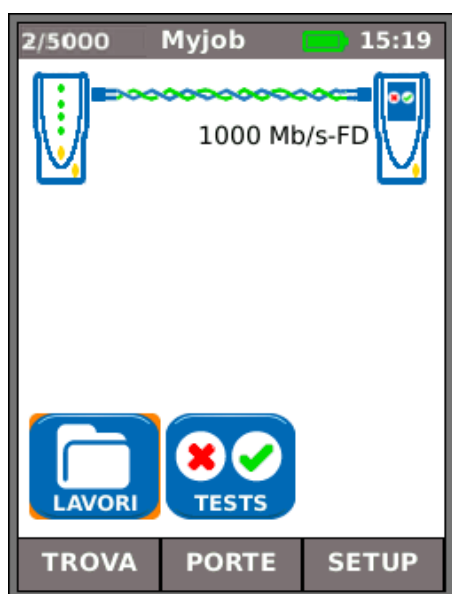 2/5000 Myjob 15:19
1000 Mb/s-FD
LAVORI TESTS
TROVA PORTE SETUP